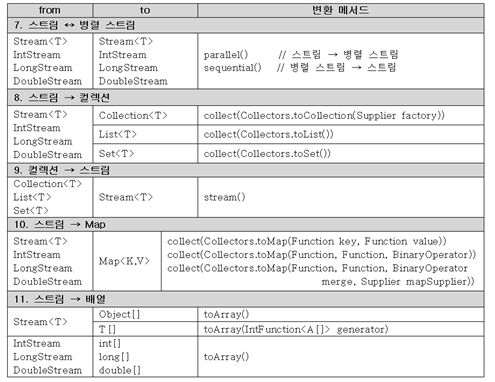 from to 변환 메서드
7. 스트림 ↔ 병렬 스트림
Stream<T> Stream<T>
IntStream IntStream parallel() // 스트림 → 병렬 스트림
LongStream LongStream sequential() // 병렬 스트림 → 스트림
DoubleStream DoubleStream
8. 스트림 → 컬렉션
Stream<T> Collection<T> collect(Collectors.toCollection(Supplier factory))
IntStream
LongStream List<T> collect(Collectors.toList())
DoubleStream Set<T> collect(Collectors.toSet())
9. 컬렉션 → 스트림
Collection<T>
List<T> Stream<T> stream()
Set<T>
10. 스트림 → Map
Stream<T> collect(Collectors.toMap(Function key, Function value))
IntStream Map<K,V> collect(Collectors.toMap(Function, Function, BinaryOperator))
LongStream collect(Collectors.toMap(Function, Function, BinaryOperator
DoubleStream merge, Supplier mapSupplier))
11. 스트림 → 배열
Stream<T> Object[] toArray()
T[] toArray(IntFunction<A[]> generator)
IntStream int[]
LongStream long[] toArray()
DoubleStream double[]